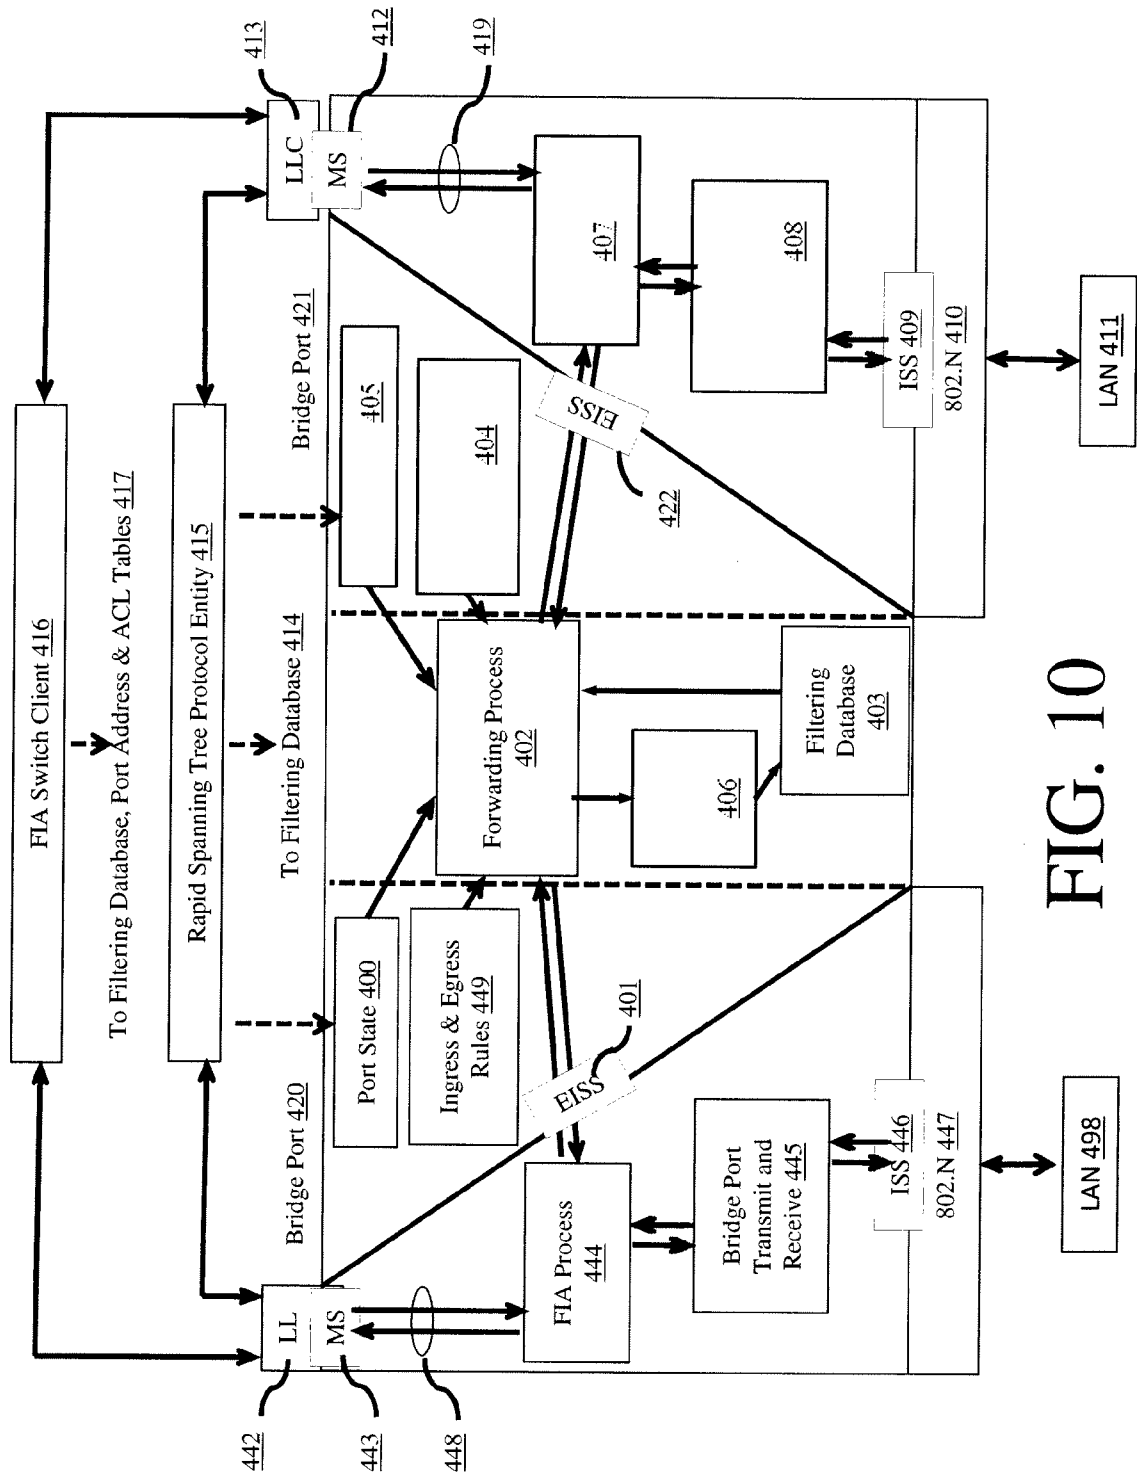 FIA Switch Client 416
To Filtering Database, Port Address & ACL Tables 417
Rapid Spanning Tree Protocol Entity 415
To Filtering Database 414
442
LL
443
MS
448
Bridge Port 420
Bridge Port 421
LLC
413
MS
412
419
Port State 400
405
Ingress & Egress
Rules 449
404
Forwarding Process
402
EISS
401
EISS
422
FIA Process
444
407
406
Bridge Port
Transmit and
Receive 445
408
Filtering
Database
403
ISS 446
802.N 447
ISS 409
802.N 410
LAN 498
LAN 411
FIG. 10